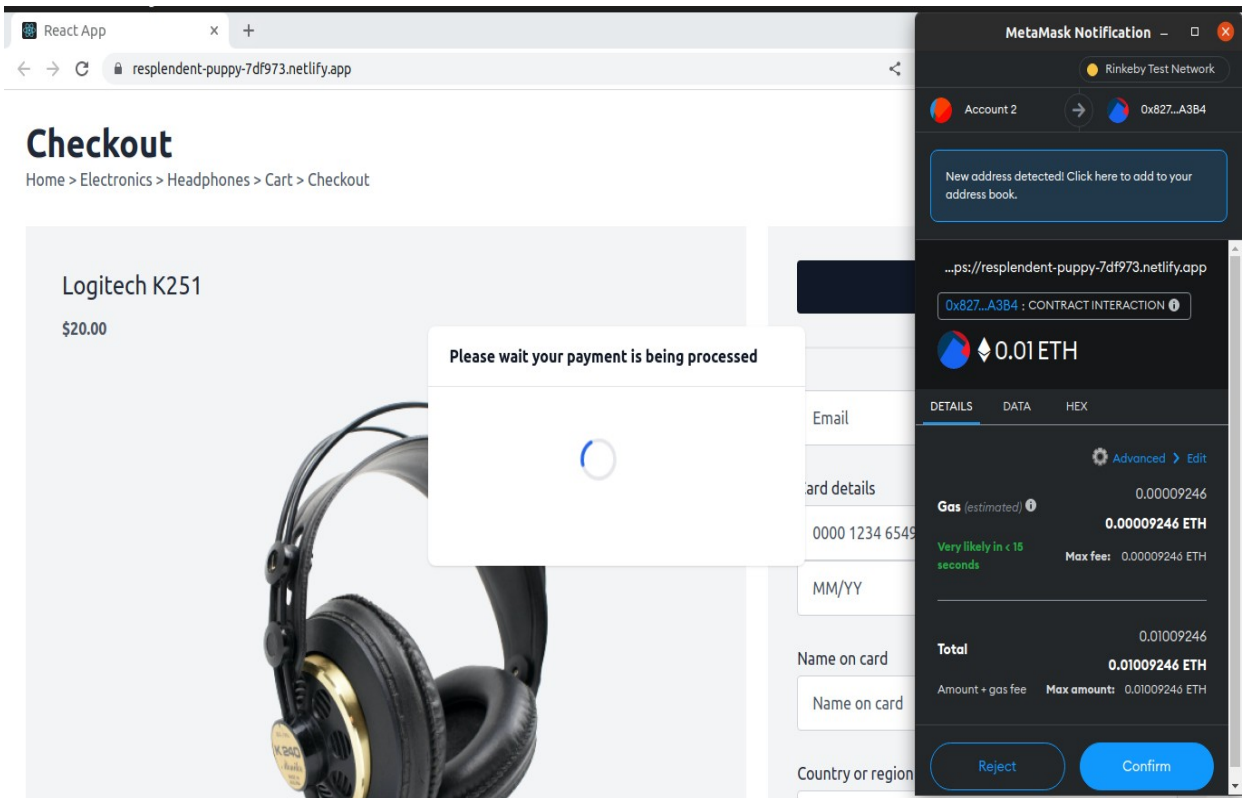 React App
resplendent-puppy-7df973.netlify.app
Checkout
Home > Electronics > Headphones > Cart > Checkout
Logitech K251
$20.00
Please wait your payment is being processed
K 240
Email
Card details
0000 1234 6549
MM/YY
Name on card
Name on card
Country or region
MetaMask Notification
Rinkeby Test Network
Account 2
0x827...A3B4
New address detected! Click here to add to your
address book.
...ps://resplendent-puppy-7df973.netlify.app
0x827...A3B4 : CONTRACT INTERACTION
0.01 ETH
DETAILS DATA HEX
Advanced > Edit
Gas (estimated) 0.00009246
0.00009246 ETH
Very likely in < 15
seconds
Max fee: 0.00009246 ETH
Total 0.01009246
0.01009246 ETH
Amount + gas fee Max amount: 0.01009246 ETH
Reject Confirm